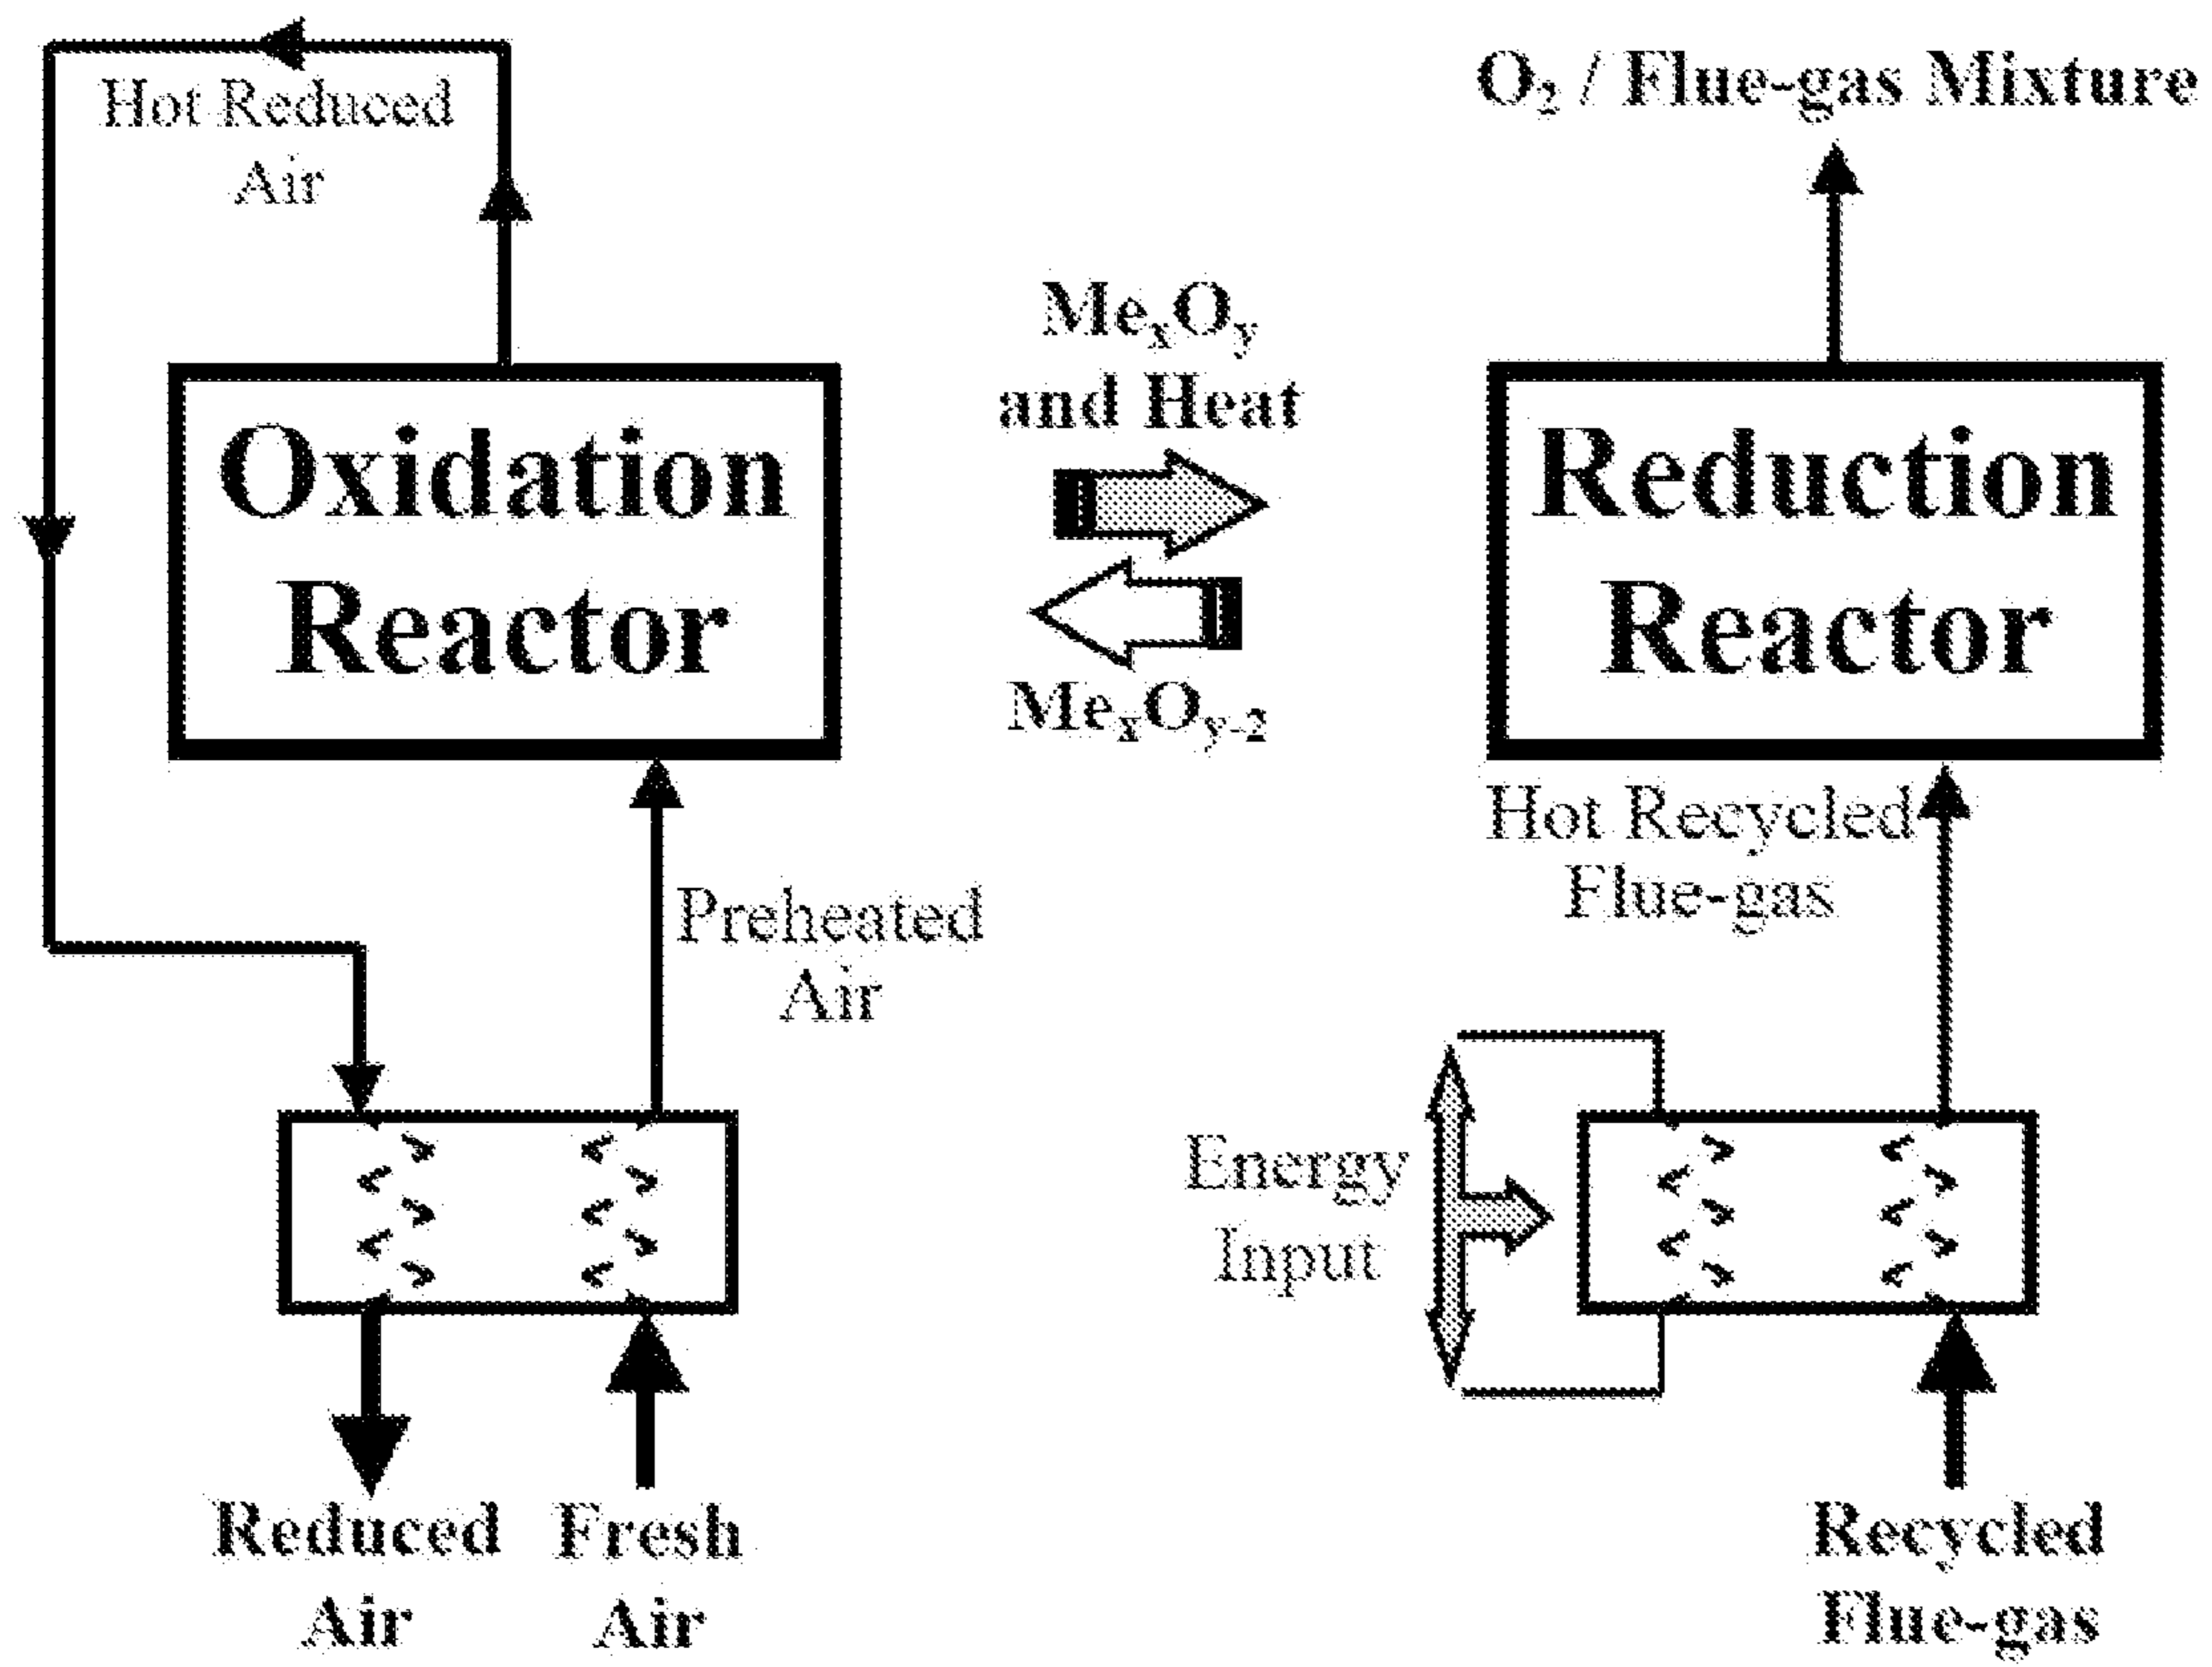 Hot Reduced
Air
O₂ / Flue-gas Mixture
MeₓOᵧ
and Heat
Oxidation
Reactor
Reduction
Reactor
MeₓOᵧ₋₂
Preheated
Air
Hot Recycled
Flue-gas
Energy
Input
Reduced
Air
Fresh
Air
Recycled
Flue-gas